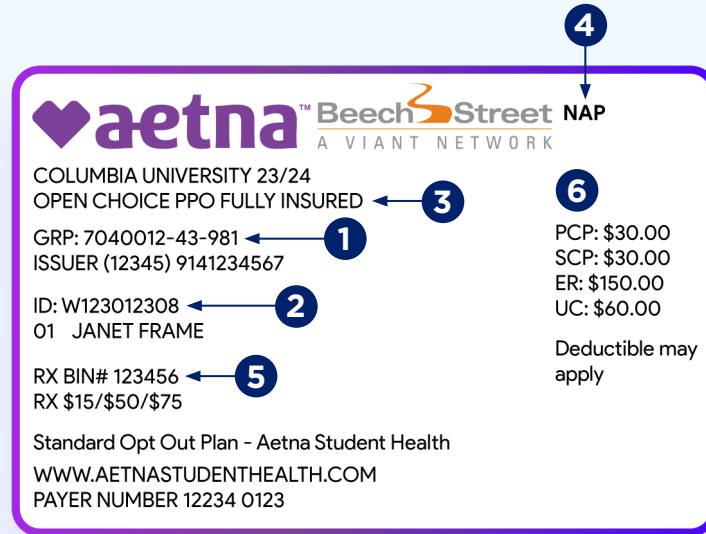 4
aetna™ Beech Street NAP
A VIANT NETWORK
COLUMBIA UNIVERSITY 23/24
OPEN CHOICE PPO FULLY INSURED 3
GRP: 7040012-43-981 1
ISSUER (12345) 9141234567
ID: W123012308 2
01 JANET FRAME
RX BIN# 123456 5
RX $15/$50/$75
Standard Opt Out Plan - Aetna Student Health
WWW.AETNASTUDENTHEALTH.COM
PAYER NUMBER 12234 0123
6
PCP: $30.00
SCP: $30.00
ER: $150.00
UC: $60.00
Deductible may
apply